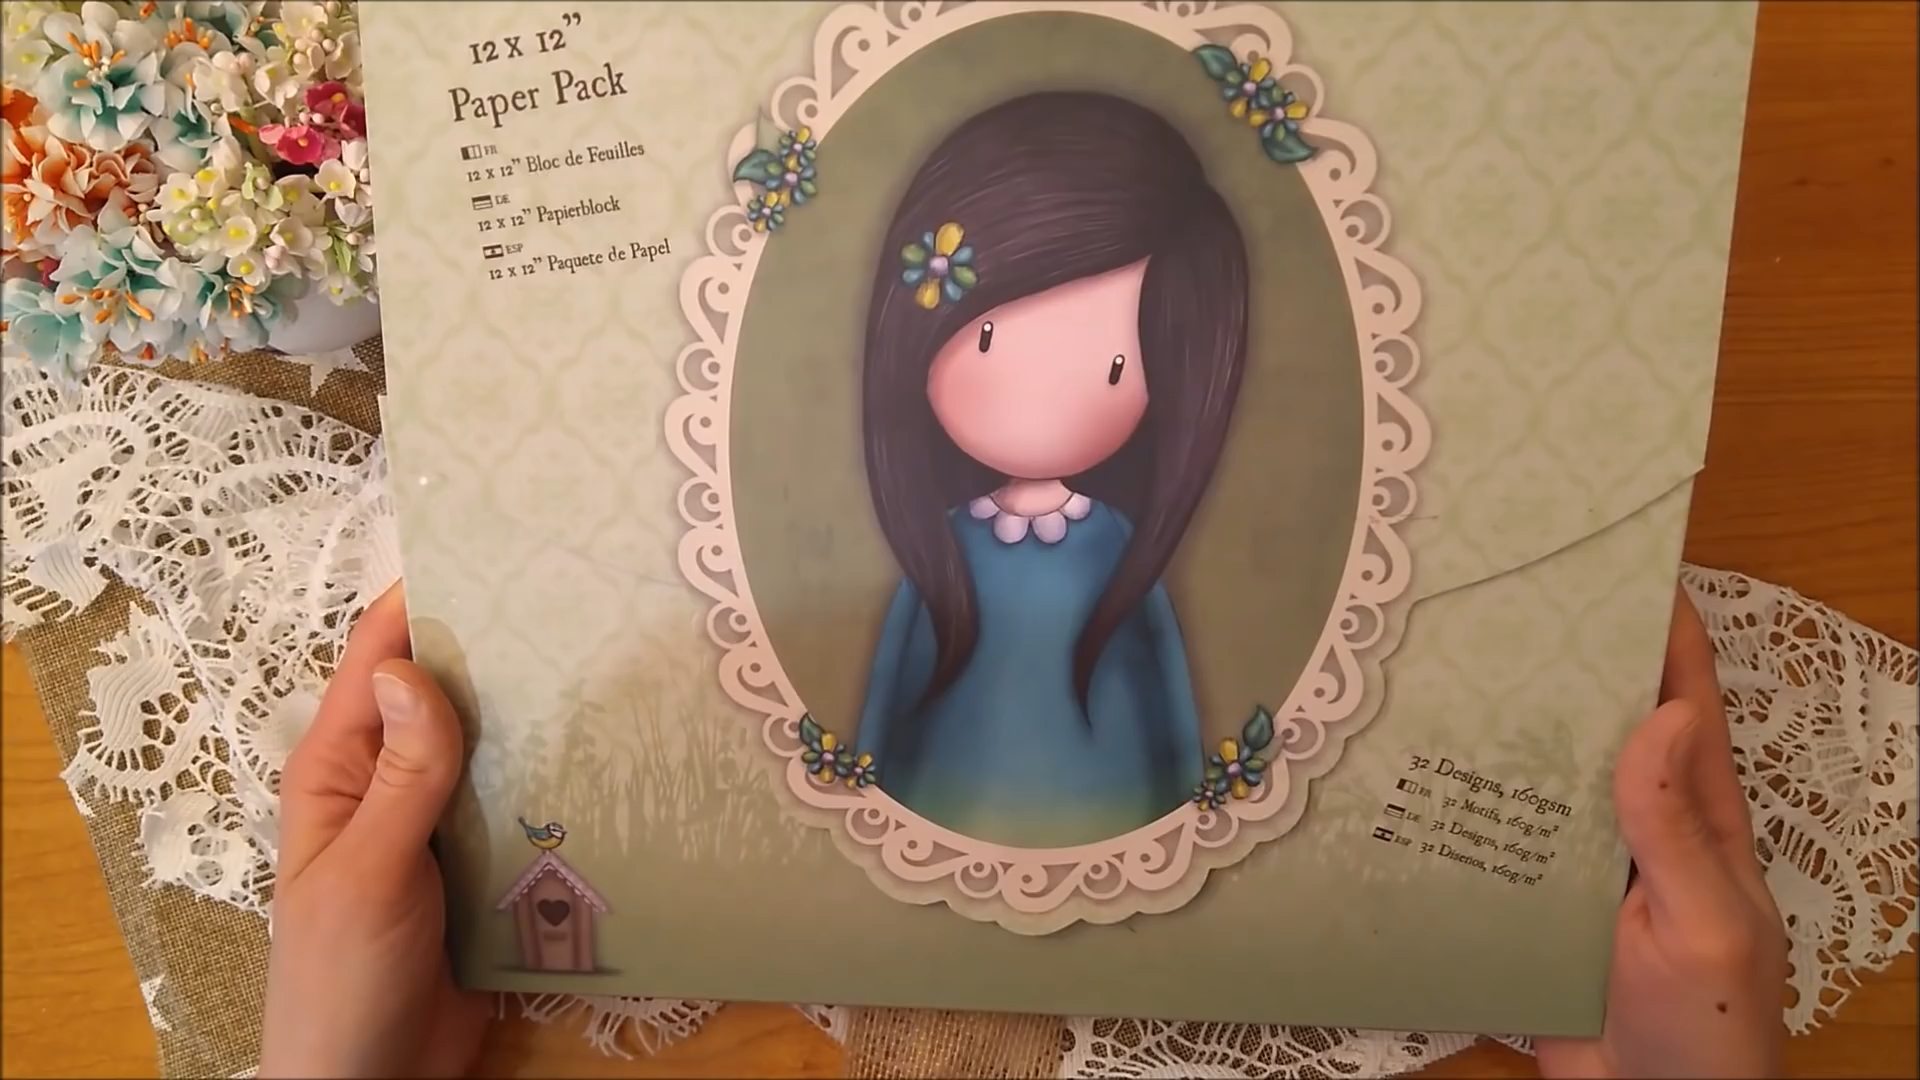 12 x 12”
Paper Pack
FR
12 x 12” Bloc de Feuilles
DE
12 x 12” Papierblock
ESP
12 x 12” Paquete de Papel
32 Designs, 160gsm
FR 32 Motifs, 160g/m²
DE 32 Designs, 160g/m²
ESP 32 Diseños, 160g/m²